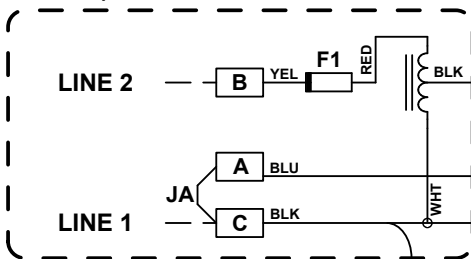 F1
LINE 2
B
YEL
RED
BLK
A
BLU
JA
LINE 1
C
BLK
WHT